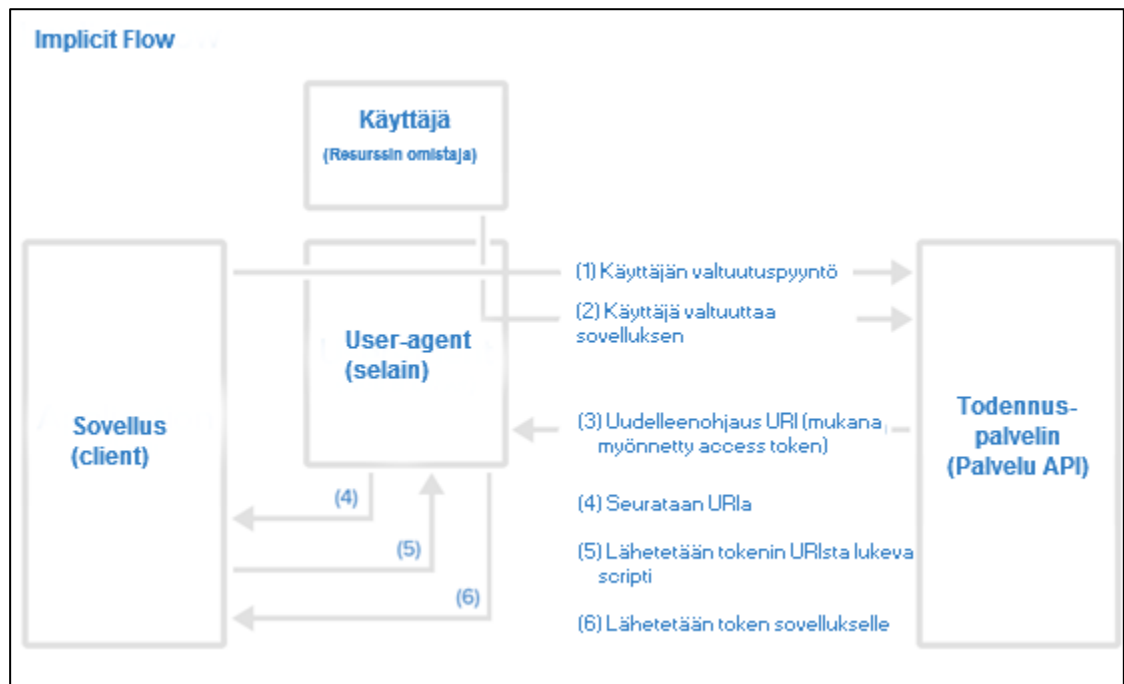 Implicit Flow
Käyttäjä
(Resurssin omistaja)
(1) Käyttäjän valtuutuspyyntö
(2) Käyttäjä valtuuttaa
sovelluksen
User-agent
(selain)
Sovellus
(client)
(3) Uudelleenohjaus URI (mukana
myönnetty access token)
Todennus-
palvelin
(Palvelu API)
(4)
(5)
(6)
(4) Seurataan URIa
(5) Lähetetään tokenin URIsta lukeva
scripti
(6) Lähetetään token sovellukselle